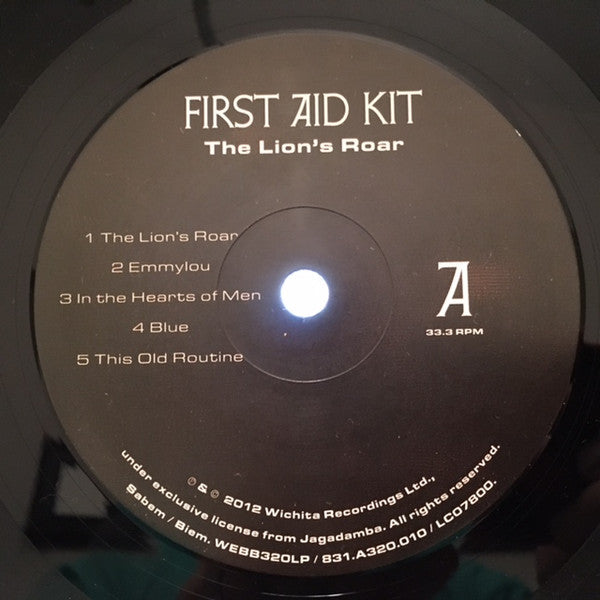 FIRST AID KIT
The Lion's Roar
1 The Lion's Roar
2 Emmylou
3 In the Hearts of Men
4 Blue
5 This Old Routine
A
33.3 RPM
℗ & © 2012 Wichita Recordings Ltd.,
under exclusive license from Jagadamba. All rights reserved.
Sabem / Biem. WEBB320LP / 831.A320.010 / LC07800.